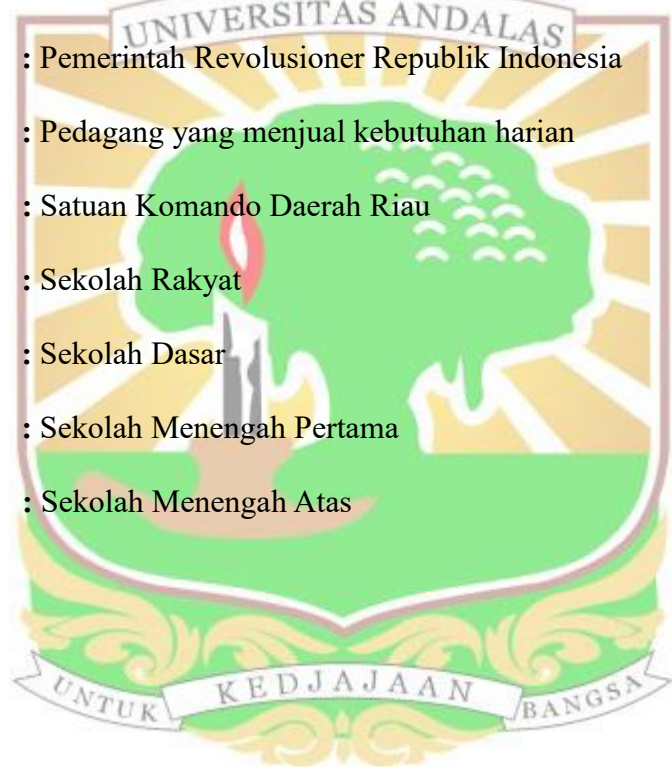 UNIVERSITAS ANDALAS
: Pemerintah Revolusioner Republik Indonesia
: Pedagang yang menjual kebutuhan harian
: Satuan Komando Daerah Riau
: Sekolah Rakyat
: Sekolah Dasar
: Sekolah Menengah Pertama
: Sekolah Menengah Atas
UNTUK KEDJAJAAN BANGSA